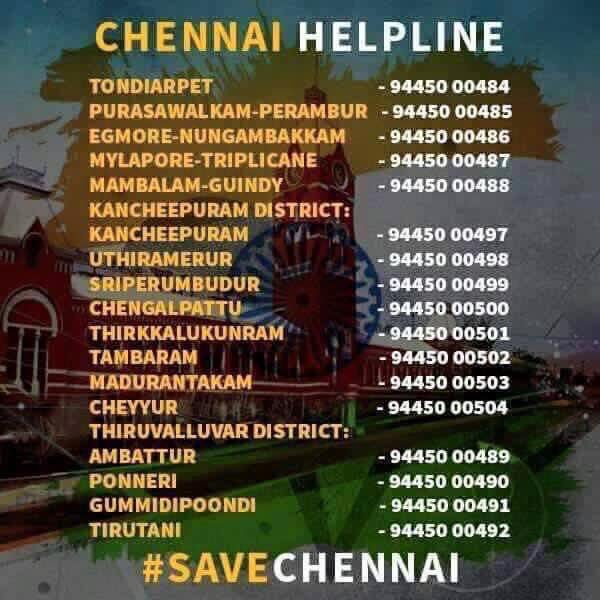 CHENNAI HELPLINE
TONDIARPET - 94450 00484
PURASAWALKAM-PERAMBUR - 94450 00485
EGMORE-NUNGAMBAKKAM - 94450 00486
MYLAPORE-TRIPLICANE - 94450 00487
MAMBALAM-GUINDY - 94450 00488
KANCHEEPURAM DISTRICT:
KANCHEEPURAM - 94450 00497
UTHIRAMERUR - 94450 00498
SRIPERUMBUDUR - 94450 00499
CHENGALPATTU - 94450 00500
THIRKKALUKUNRAM - 94450 00501
TAMBARAM - 94450 00502
MADURANTAKAM - 94450 00503
CHEYYUR - 94450 00504
THIRUVALLUVAR DISTRICT:
AMBATTUR - 94450 00489
PONNERI - 94450 00490
GUMMIDIPOONDI - 94450 00491
TIRUTANI - 94450 00492
#SAVECHENNAI